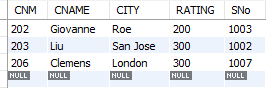 CNM CNAME CITY RATING SNo
202 Giovanne Roe 200 1003
203 Liu San Jose 300 1002
206 Clemens London 300 1007
NULL NULL NULL NULL NULL